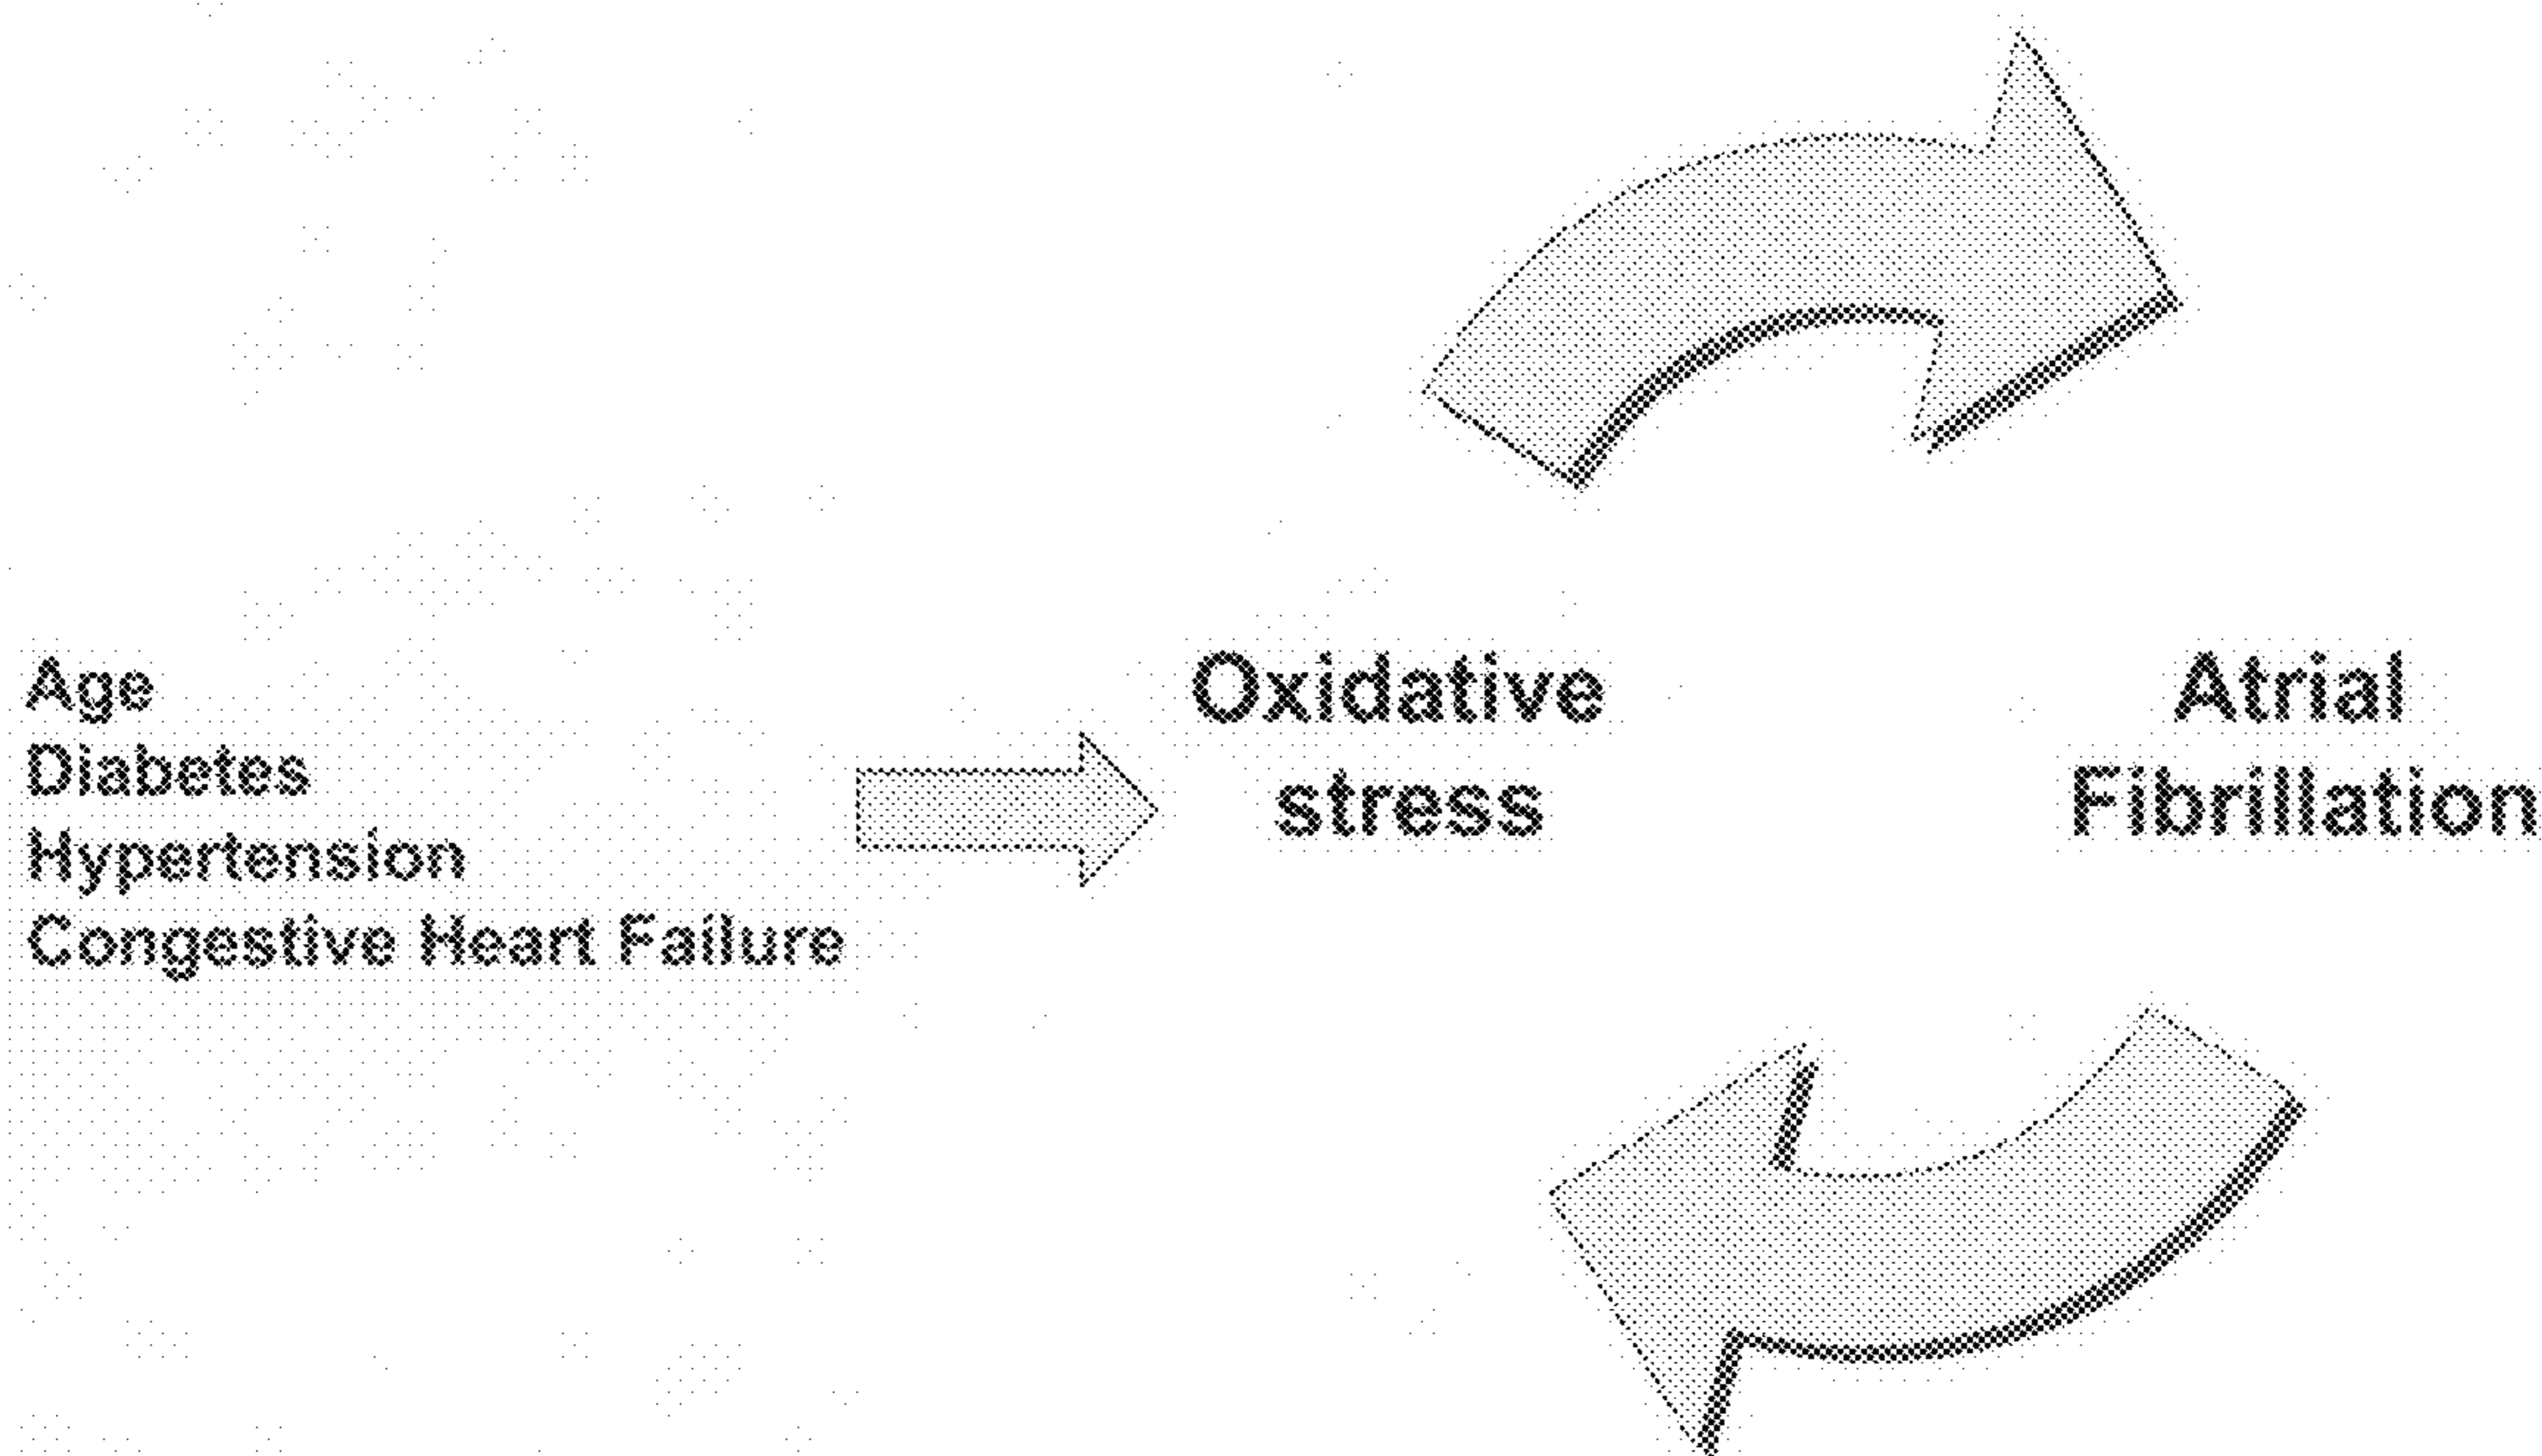 Age
Diabetes
Hypertension
Congestive Heart Failure
Oxidative
stress
Atrial
Fibrillation